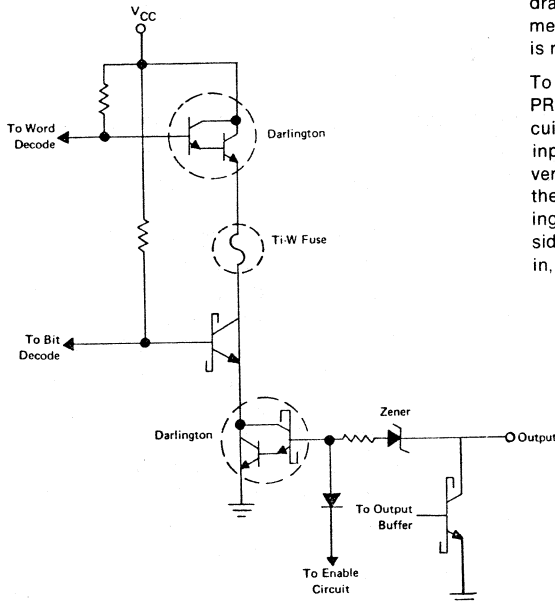 VCC
To Word
Decode
Darlington
Ti-W Fuse
To Bit
Decode
Darlington
Zener
Output
To Output
Buffer
To Enable
Circuit
dra
me
is r
To
PR
cui
inp
ver
the
ing
sid
in,